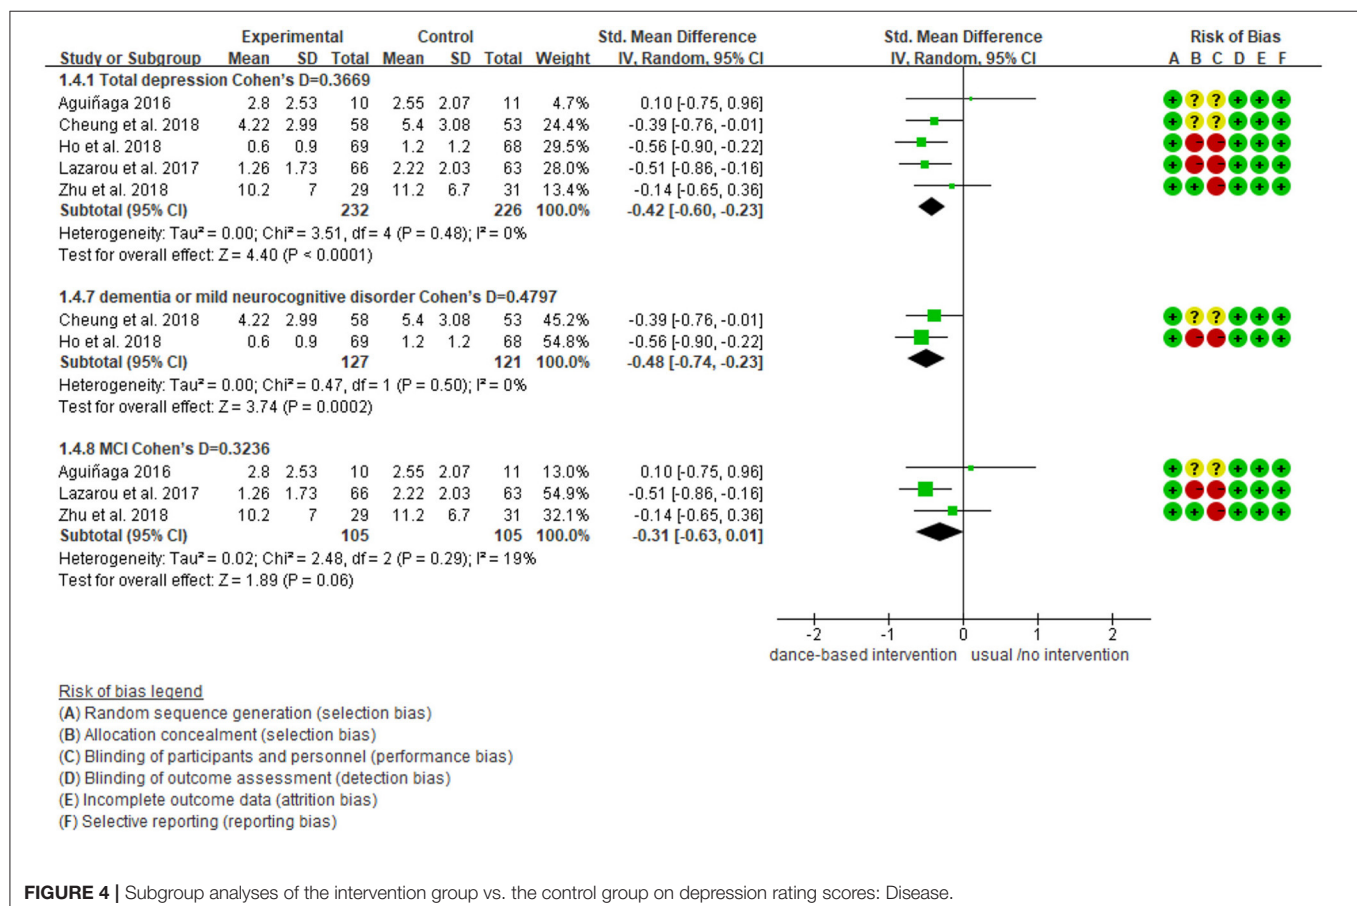 Experimental Control Std. Mean Difference Std. Mean Difference Risk of Bias
Study or Subgroup Mean SD Total Mean SD Total Weight IV, Random, 95% CI IV, Random, 95% CI A B C D E F
1.4.1 Total depression Cohen's D=0.3669
Aguiñaga 2016 2.8 2.53 10 2.55 2.07 11 4.7% 0.10 [-0.75, 0.96] + ? ? + + +
Cheung et al. 2018 4.22 2.99 58 5.4 3.08 53 24.4% -0.39 [-0.76, -0.01] + ? ? + + +
Ho et al. 2018 0.6 0.9 69 1.2 1.2 68 29.5% -0.56 [-0.90, -0.22] + - - + + +
Lazarou et al. 2017 1.26 1.73 66 2.22 2.03 63 28.0% -0.51 [-0.86, -0.16] + - - + + +
Zhu et al. 2018 10.2 7 29 11.2 6.7 31 13.4% -0.14 [-0.65, 0.36] + + - + + +
Subtotal (95% CI) 232 226 100.0% -0.42 [-0.60, -0.23]
Heterogeneity: Tau² = 0.00; Chi² = 3.51, df = 4 (P = 0.48); I² = 0%
Test for overall effect: Z = 4.40 (P < 0.0001)
1.4.7 dementia or mild neurocognitive disorder Cohen's D=0.4797
Cheung et al. 2018 4.22 2.99 58 5.4 3.08 53 45.2% -0.39 [-0.76, -0.01] + ? ? + + +
Ho et al. 2018 0.6 0.9 69 1.2 1.2 68 54.8% -0.56 [-0.90, -0.22] + - - + + +
Subtotal (95% CI) 127 121 100.0% -0.48 [-0.74, -0.23]
Heterogeneity: Tau² = 0.00; Chi² = 0.47, df = 1 (P = 0.50); I² = 0%
Test for overall effect: Z = 3.74 (P = 0.0002)
1.4.8 MCI Cohen's D=0.3236
Aguiñaga 2016 2.8 2.53 10 2.55 2.07 11 13.0% 0.10 [-0.75, 0.96] + ? ? + + +
Lazarou et al. 2017 1.26 1.73 66 2.22 2.03 63 54.9% -0.51 [-0.86, -0.16] + - - + + +
Zhu et al. 2018 10.2 7 29 11.2 6.7 31 32.1% -0.14 [-0.65, 0.36] + + - + + +
Subtotal (95% CI) 105 105 100.0% -0.31 [-0.63, 0.01]
Heterogeneity: Tau² = 0.02; Chi² = 2.48, df = 2 (P = 0.29); I² = 19%
Test for overall effect: Z = 1.89 (P = 0.06)
-2 -1 0 1 2
dance-based intervention usual /no intervention
Risk of bias legend
(A) Random sequence generation (selection bias)
(B) Allocation concealment (selection bias)
(C) Blinding of participants and personnel (performance bias)
(D) Blinding of outcome assessment (detection bias)
(E) Incomplete outcome data (attrition bias)
(F) Selective reporting (reporting bias)
FIGURE 4 | Subgroup analyses of the intervention group vs. the control group on depression rating scores: Disease.